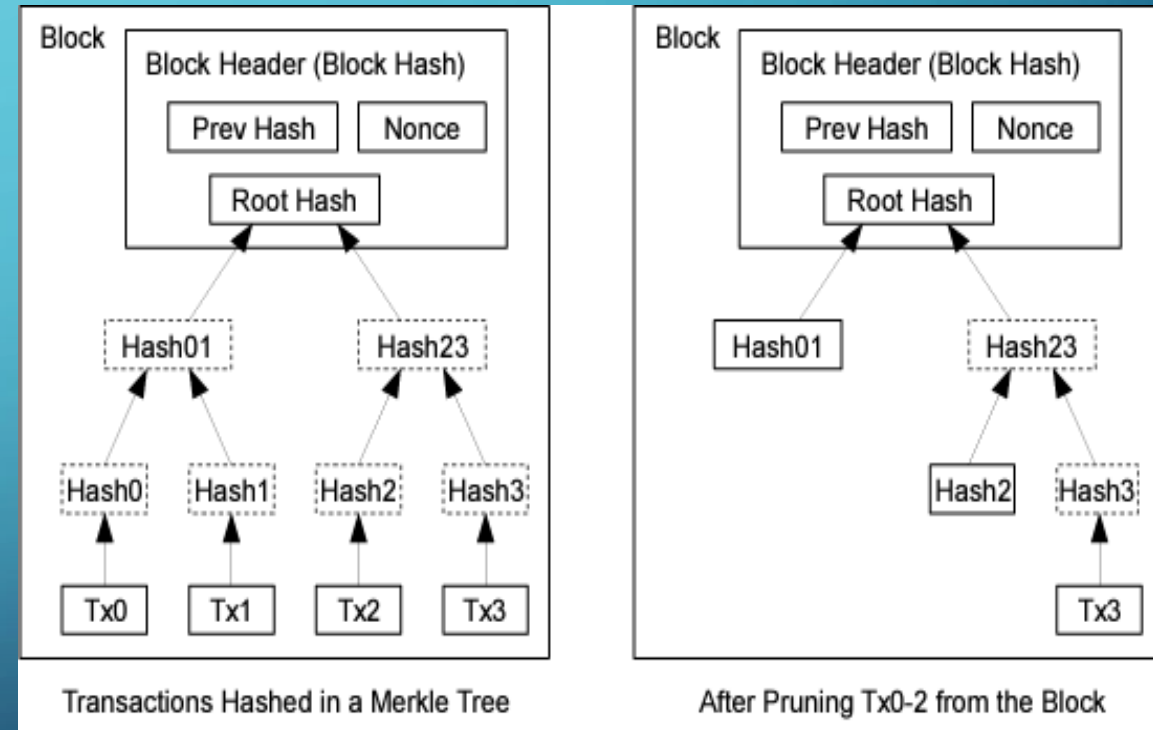 Block
Block Header (Block Hash)
Prev Hash
Nonce
Root Hash
Hash01
Hash23
Hash0
Hash1
Hash2
Hash3
Tx0
Tx1
Tx2
Tx3
Transactions Hashed in a Merkle Tree
Block
Block Header (Block Hash)
Prev Hash
Nonce
Root Hash
Hash01
Hash23
Hash2
Hash3
Tx3
After Pruning Tx0-2 from the Block